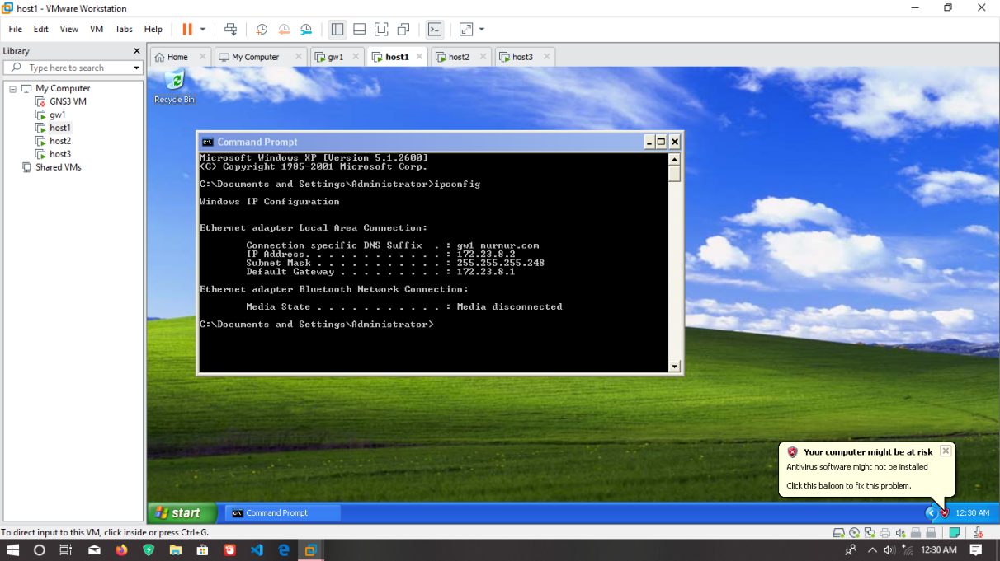 host1 - VMware Workstation
File Edit View VM Tabs Help
Library
Type here to search
My Computer
GNS3 VM
gw1
host1
host2
host3
Shared VMs
Home My Computer gw1 host1 host2 host3
Recycle Bin
Command Prompt
Microsoft Windows XP [Version 5.1.2600]
(C) Copyright 1985-2001 Microsoft Corp.
C:\Documents and Settings\Administrator>ipconfig
Windows IP Configuration
Ethernet adapter Local Area Connection:
Connection-specific DNS Suffix . : gw1 nurnur.com
IP Address. . . . . . . . . . . . : 172.23.8.2
Subnet Mask . . . . . . . . . . . : 255.255.255.248
Default Gateway . . . . . . . . . : 172.23.8.1
Ethernet adapter Bluetooth Network Connection:
Media State . . . . . . . . . . . : Media disconnected
C:\Documents and Settings\Administrator>
Your computer might be at risk
Antivirus software might not be installed
Click this balloon to fix this problem.
start Command Prompt 12:30 AM
To direct input to this VM, click inside or press Ctrl+G.
12:30 AM